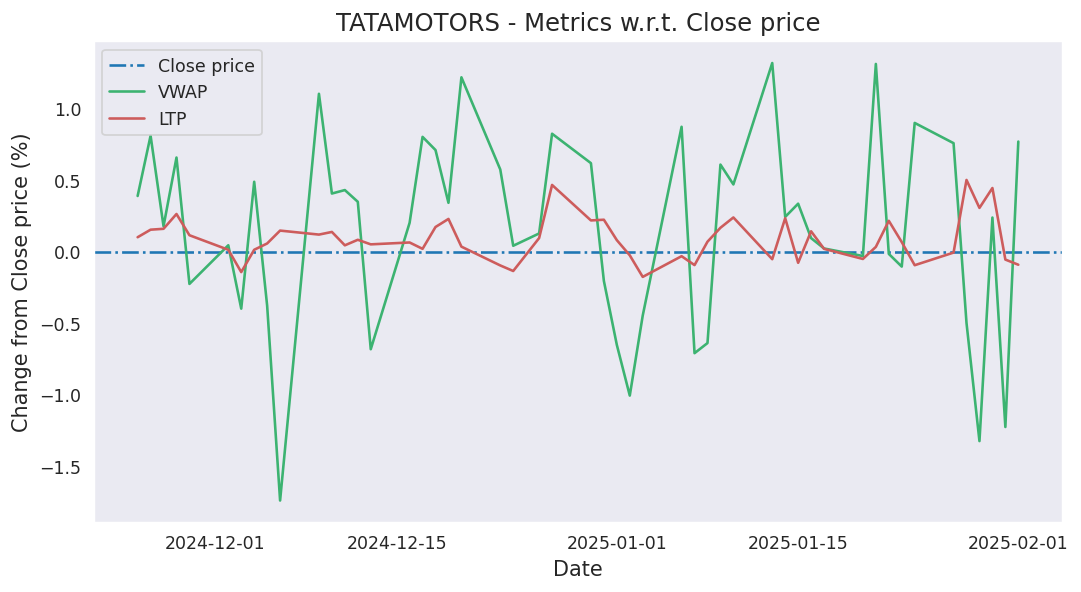 TATAMOTORS - Metrics w.r.t. Close price
Close price
VWAP
LTP
Change from Close price (%)
1.0
0.5
0.0
−0.5
−1.0
−1.5
2024-12-01
2024-12-15
2025-01-01
2025-01-15
2025-02-01
Date